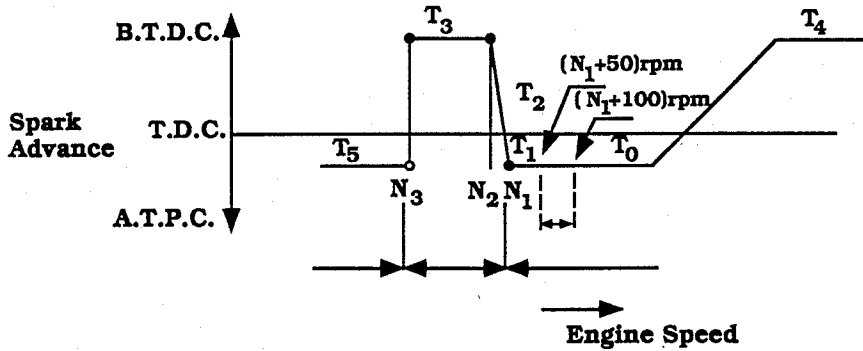 B.T.D.C.
T3
T4
(N1+50)rpm
T2
(N1+100)rpm
Spark
Advance
T.D.C.
T5
T1
T0
N3
N2 N1
A.T.P.C.
Engine Speed